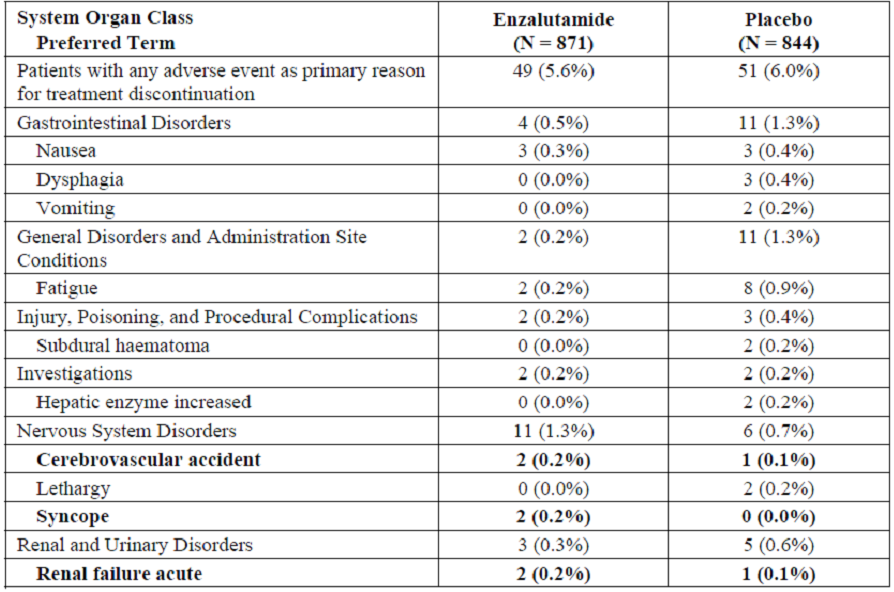 System Organ Class Enzalutamide Placebo
Preferred Term (N = 871) (N = 844)
Patients with any adverse event as primary reason 49 (5.6%) 51 (6.0%)
for treatment discontinuation
Gastrointestinal Disorders 4 (0.5%) 11 (1.3%)
Nausea 3 (0.3%) 3 (0.4%)
Dysphagia 0 (0.0%) 3 (0.4%)
Vomiting 0 (0.0%) 2 (0.2%)
General Disorders and Administration Site 2 (0.2%) 11 (1.3%)
Conditions
Fatigue 2 (0.2%) 8 (0.9%)
Injury, Poisoning, and Procedural Complications 2 (0.2%) 3 (0.4%)
Subdural haematoma 0 (0.0%) 2 (0.2%)
Investigations 2 (0.2%) 2 (0.2%)
Hepatic enzyme increased 0 (0.0%) 2 (0.2%)
Nervous System Disorders 11 (1.3%) 6 (0.7%)
Cerebrovascular accident 2 (0.2%) 1 (0.1%)
Lethargy 0 (0.0%) 2 (0.2%)
Syncope 2 (0.2%) 0 (0.0%)
Renal and Urinary Disorders 3 (0.3%) 5 (0.6%)
Renal failure acute 2 (0.2%) 1 (0.1%)